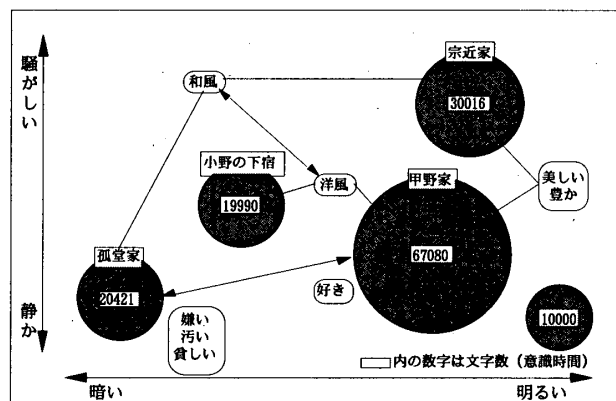 騒がしい
静か
宗近家
30016
和風
小野の下宿
19990
洋風
甲野家
67080
美しい
豊か
孤堂家
20421
嫌い
汚い
貧しい
好き
10000
内の数字は文字数（意識時間）
暗い
明るい